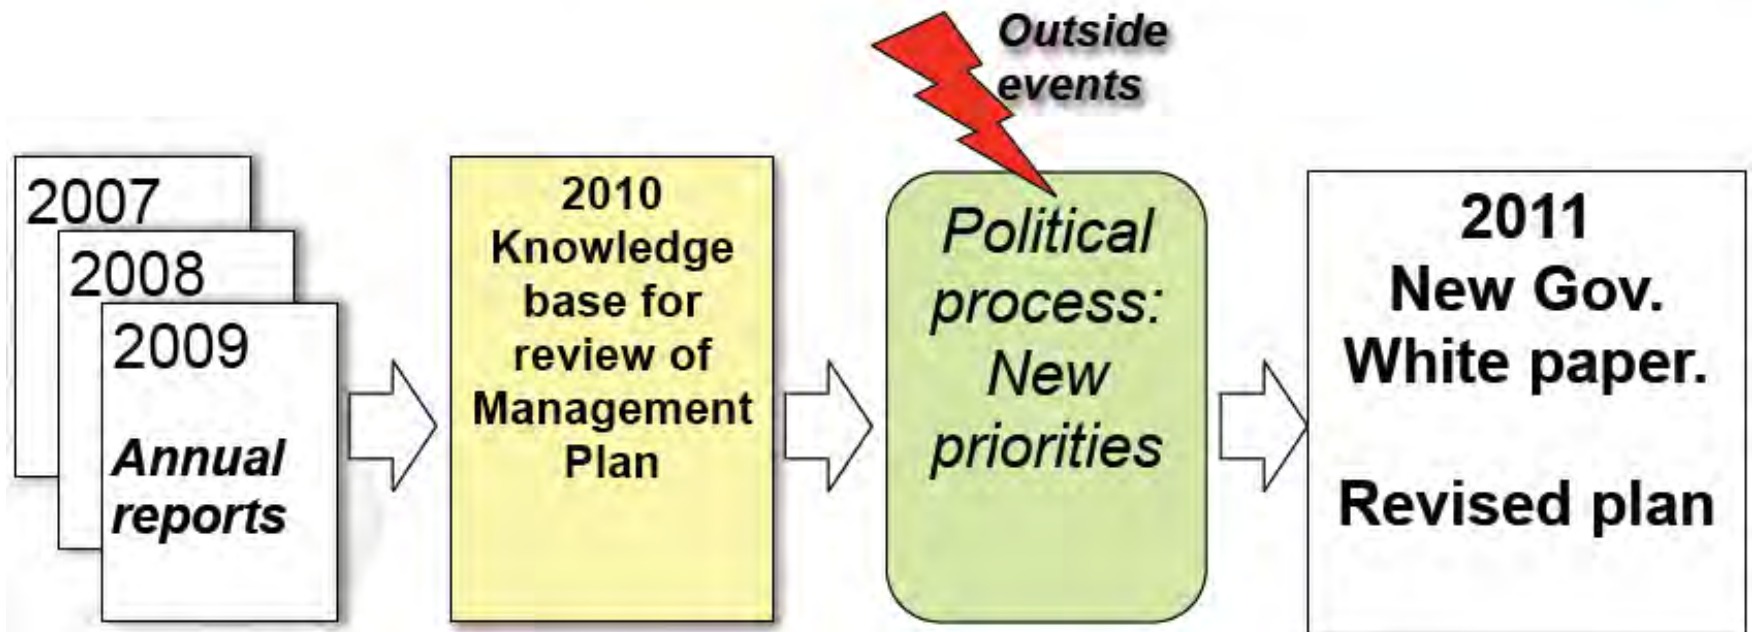 2007
2008
2009
Annual
reports
2010
Knowledge
base for
review of
Management
Plan
Outside
events
Political
process:
New
priorities
2011
New Gov.
White paper.
Revised plan